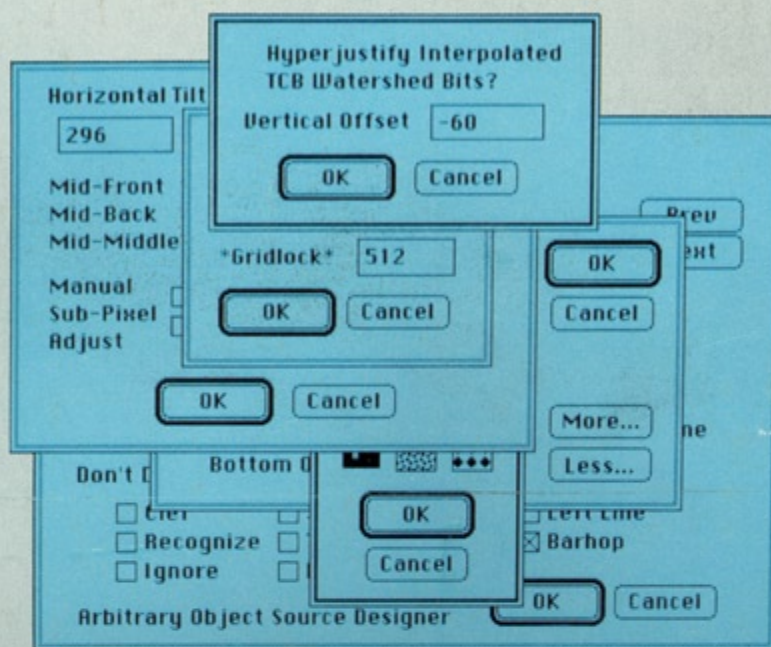 Hyperjustify Interpolated
TCB Watershed Bits?
Vertical Offset -60
OK Cancel
Horizontal Tilt
296
Mid-Front
Mid-Back
Mid-Middle
Manual
Sub-Pixel
Adjust
OK Cancel
*Gridlock* 512
OK Cancel
Prev
OK
Cancel
More...
Less...
Bottom
OK
Cancel
Don't
Recognize
Ignore
Left Line
Barhop
Arbitrary Object Source Designer
OK Cancel